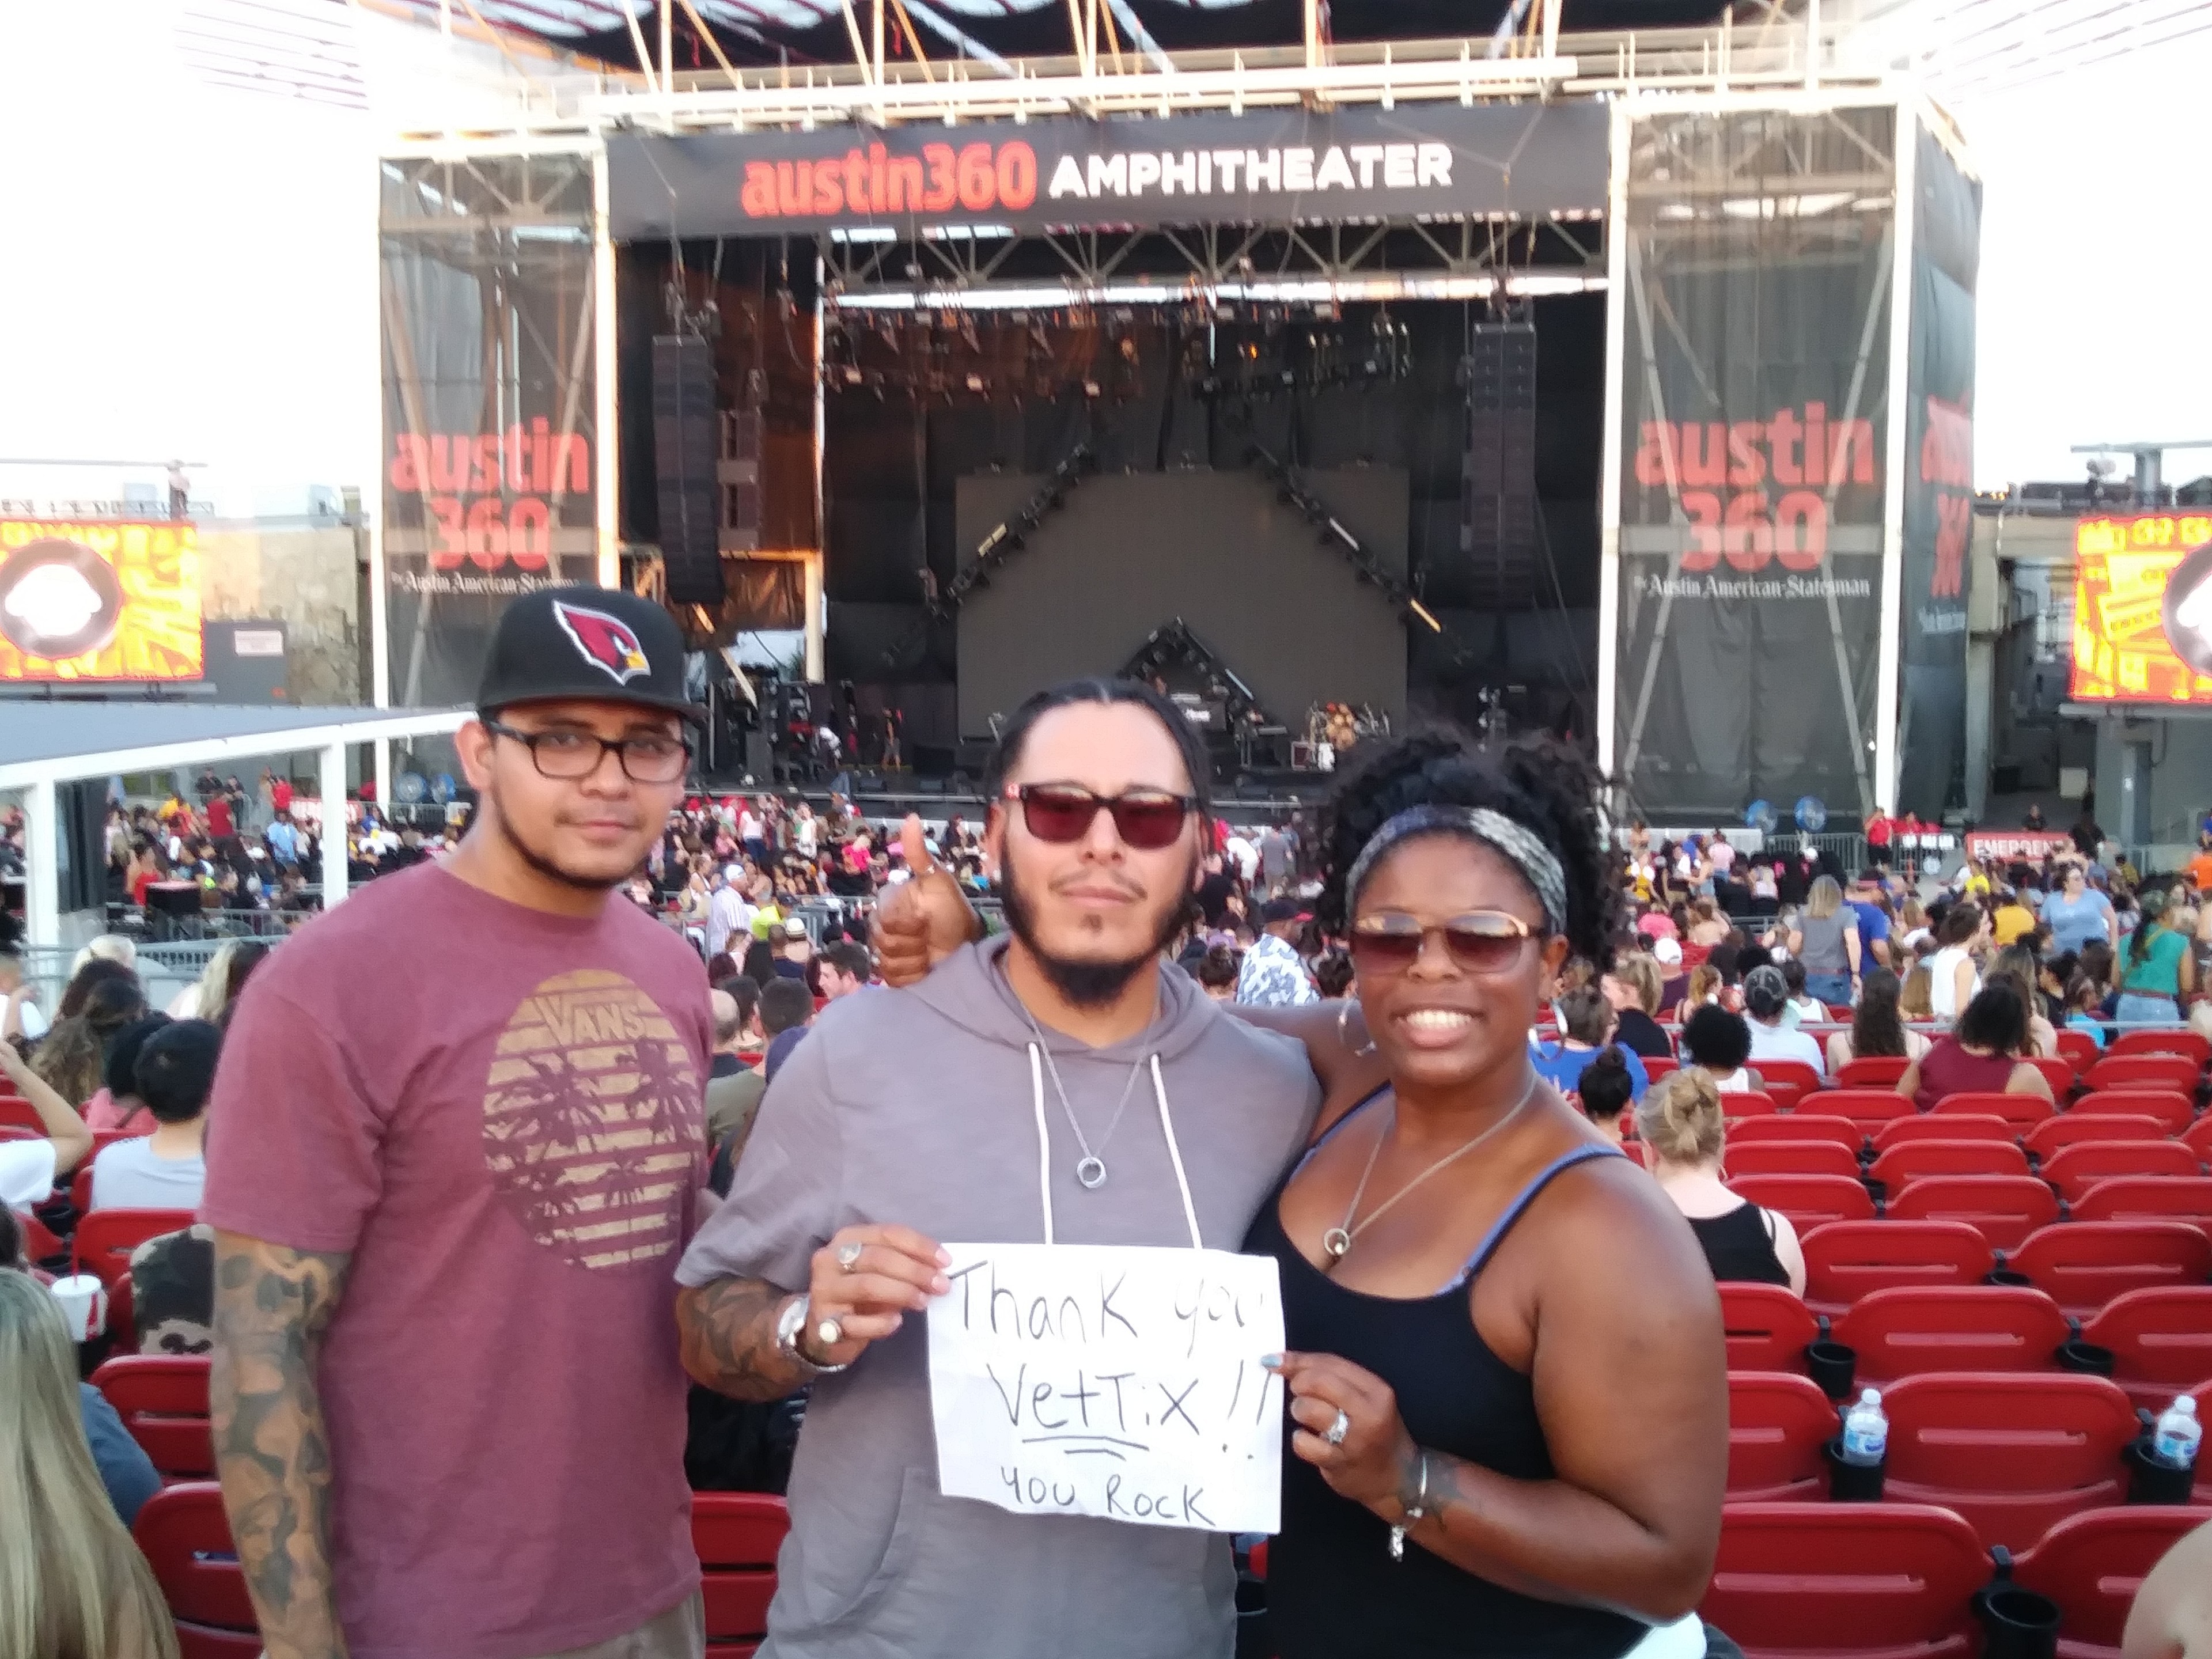 austin360 AMPHITHEATER
austin
360
the Austin American-Statesman
austin
360
The Austin American-Statesman
VANS
Thank you
VetTix!!
you Rock